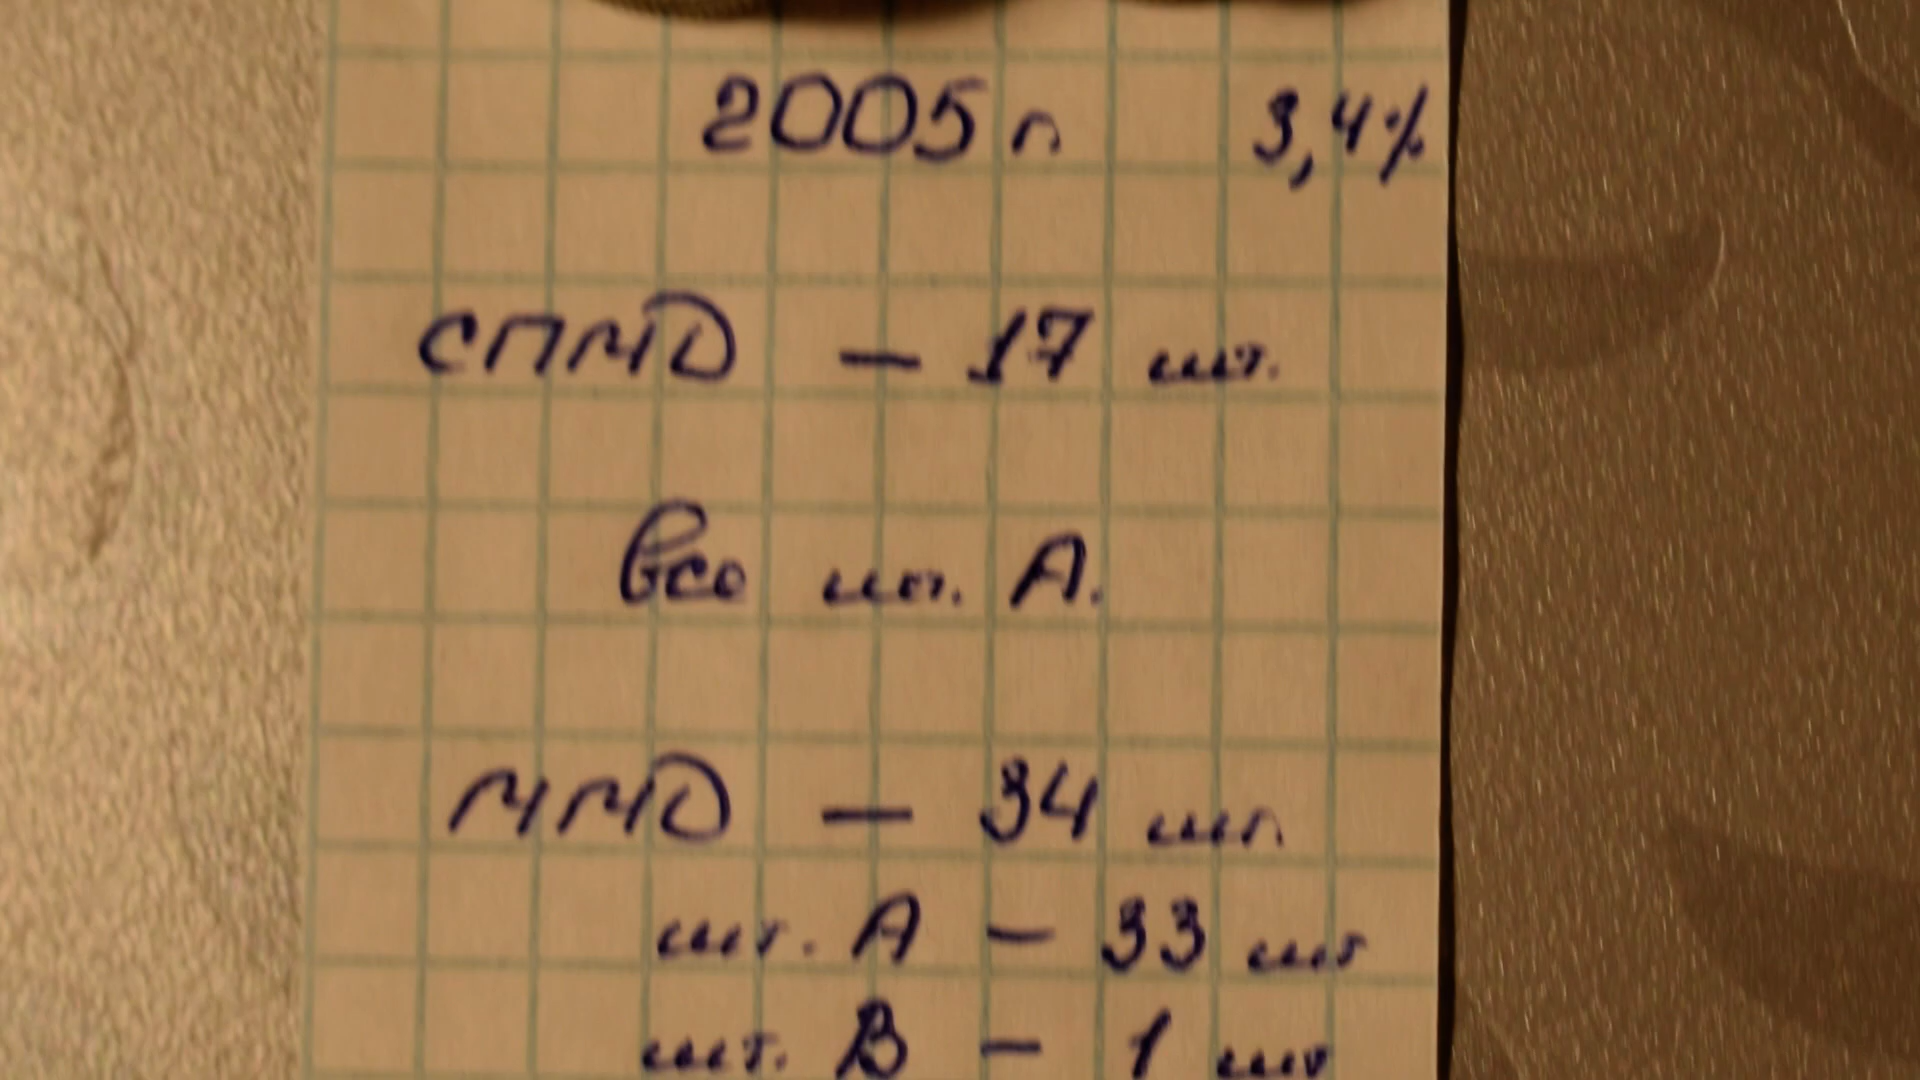 2005 г. 3,4%
СПМД — 17 шт.
Все шт. А.
ММД — 34 шт.
шт. А — 33 шт
шт. В — 1 шт